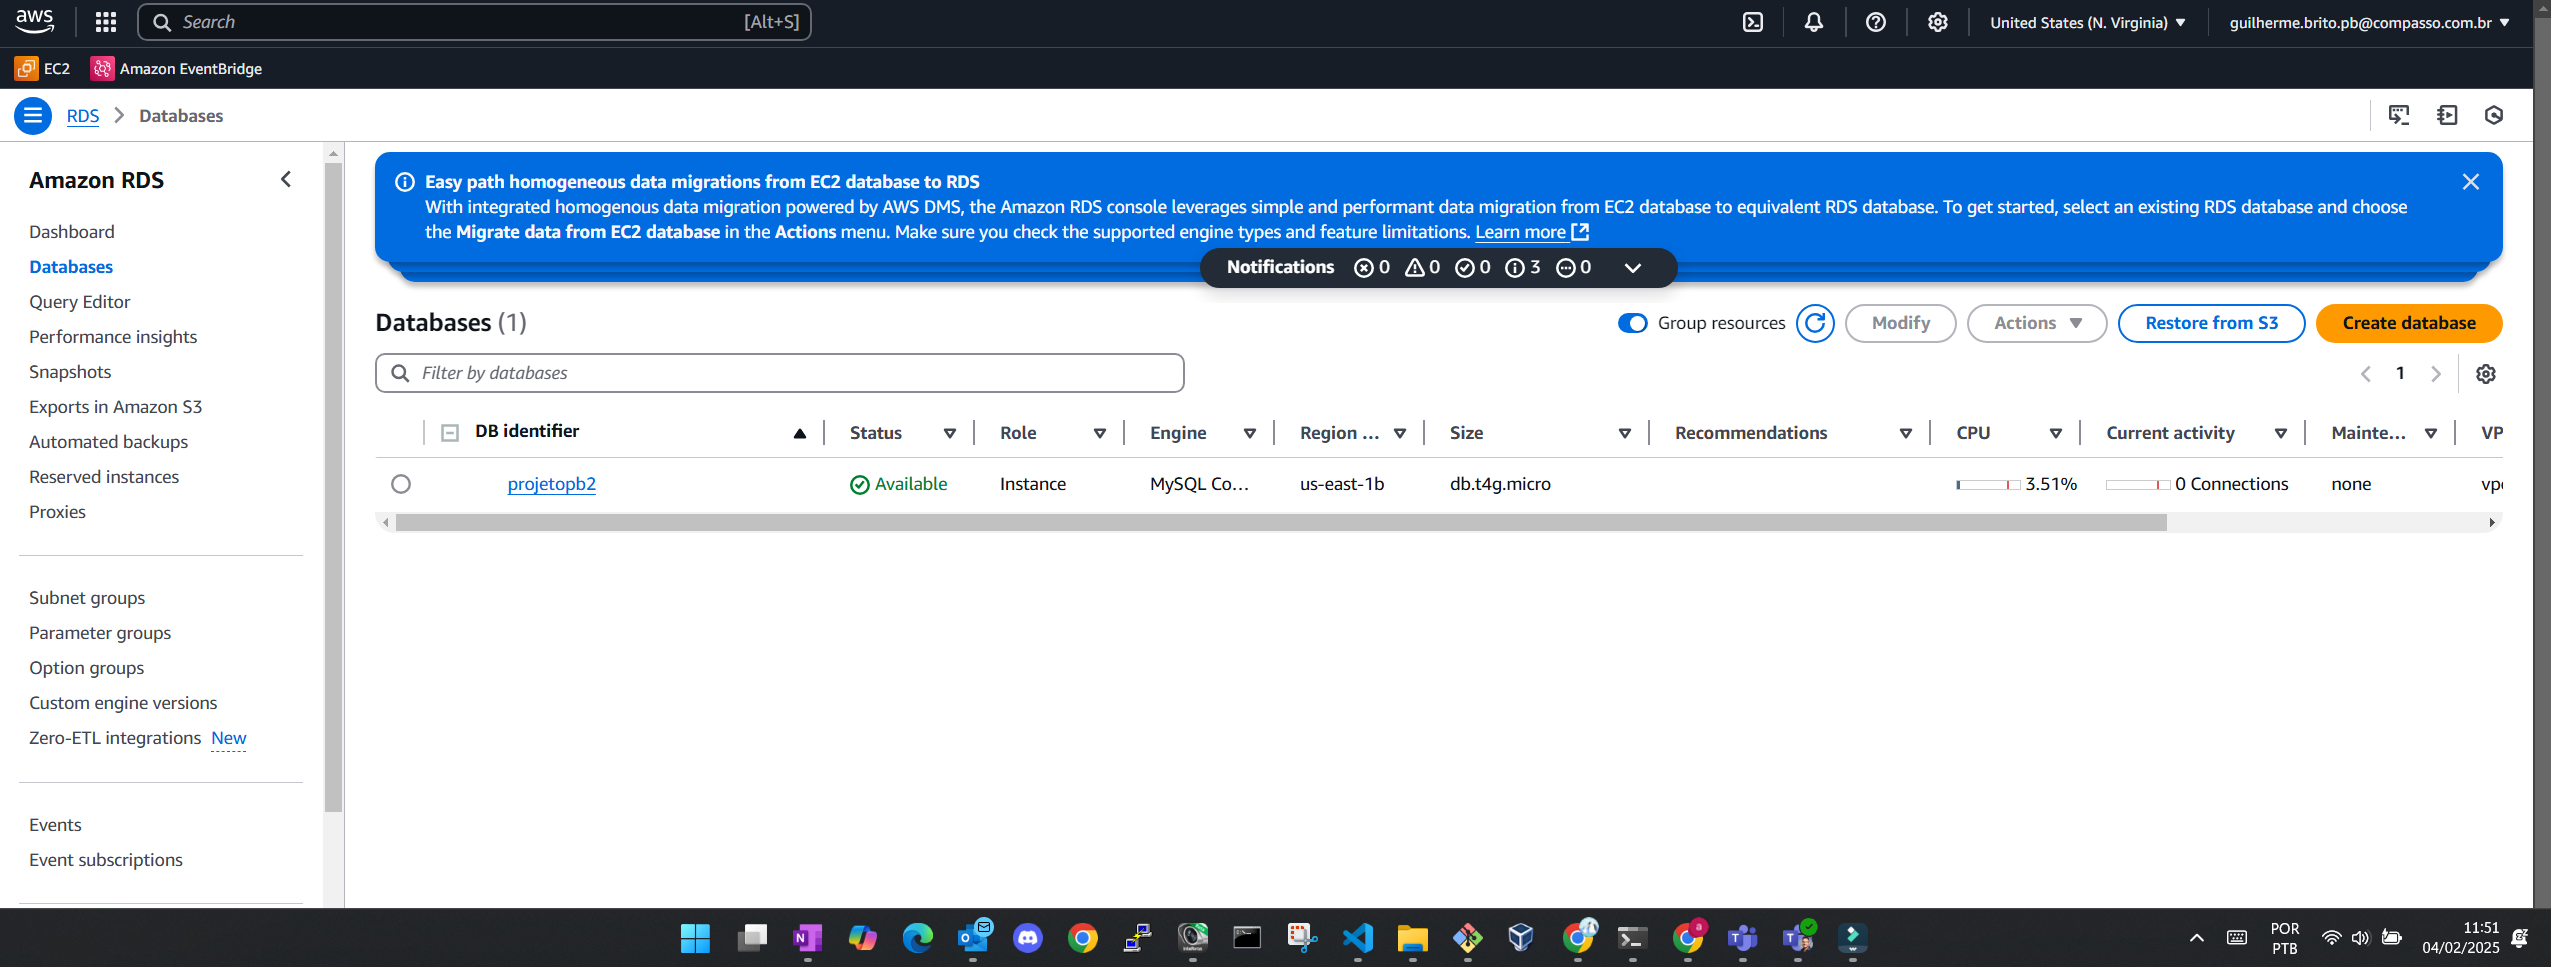 aws
Search
[Alt+S]
United States (N. Virginia)
guilherme.brito.pb@compasso.com.br
EC2
Amazon EventBridge
RDS
Databases
Amazon RDS
Dashboard
Databases
Query Editor
Performance insights
Snapshots
Exports in Amazon S3
Automated backups
Reserved instances
Proxies
Subnet groups
Parameter groups
Option groups
Custom engine versions
Zero-ETL integrations New
Events
Event subscriptions
Easy path homogeneous data migrations from EC2 database to RDS
With integrated homogenous data migration powered by AWS DMS, the Amazon RDS console leverages simple and performant data migration from EC2 database to equivalent RDS database. To get started, select an existing RDS database and choose
the Migrate data from EC2 database in the Actions menu. Make sure you check the supported engine types and feature limitations. Learn more
Notifications 0 0 0 3 0
Databases (1)
Group resources
Modify
Actions
Restore from S3
Create database
Filter by databases
1
DB identifier Status Role Engine Region ... Size Recommendations CPU Current activity Mainte... VP
projetopb2 Available Instance MySQL Co... us-east-1b db.t4g.micro 3.51% 0 Connections none vp
POR
PTB
11:51
04/02/2025